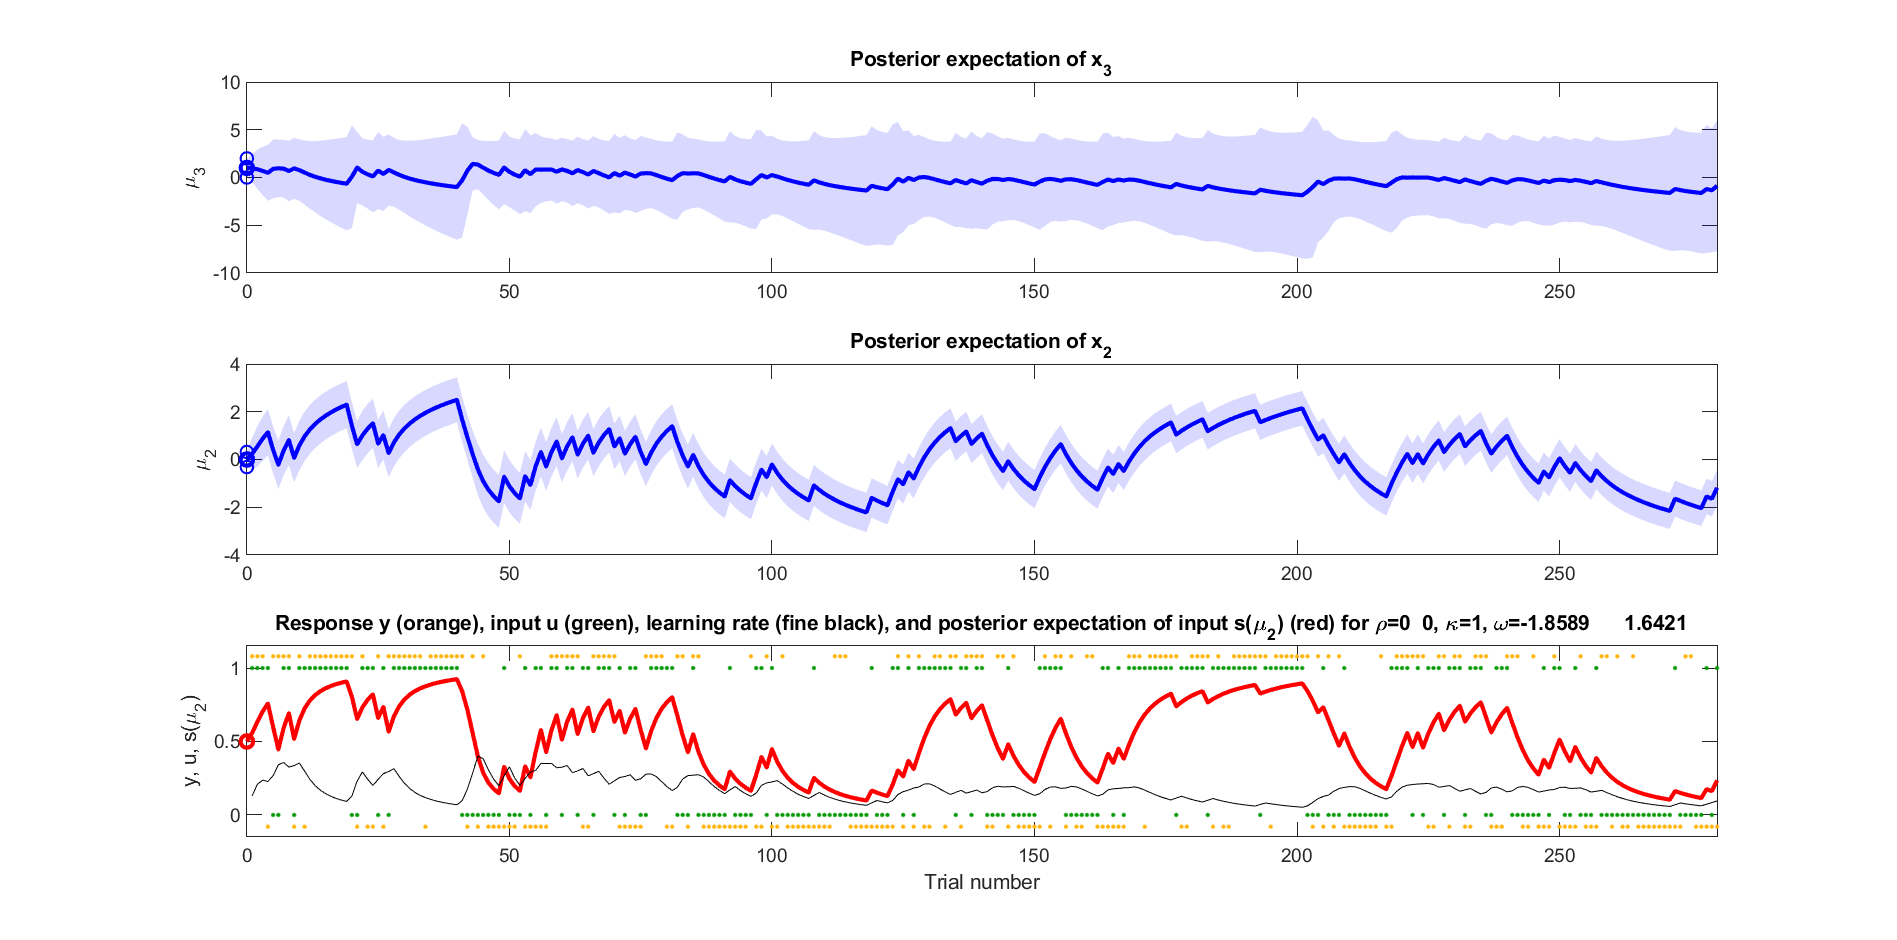 Posterior expectation of x3
10
5
0
-5
-10
μ3
0 50 100 150 200 250
Posterior expectation of x2
4
2
0
-2
-4
μ2
0 50 100 150 200 250
Response y (orange), input u (green), learning rate (fine black), and posterior expectation of input s(μ2) (red) for ρ=0 0, κ=1, ω=-1.8589 1.6421
1
0.5
0
y, u, s(μ2)
0 50 100 150 200 250
Trial number